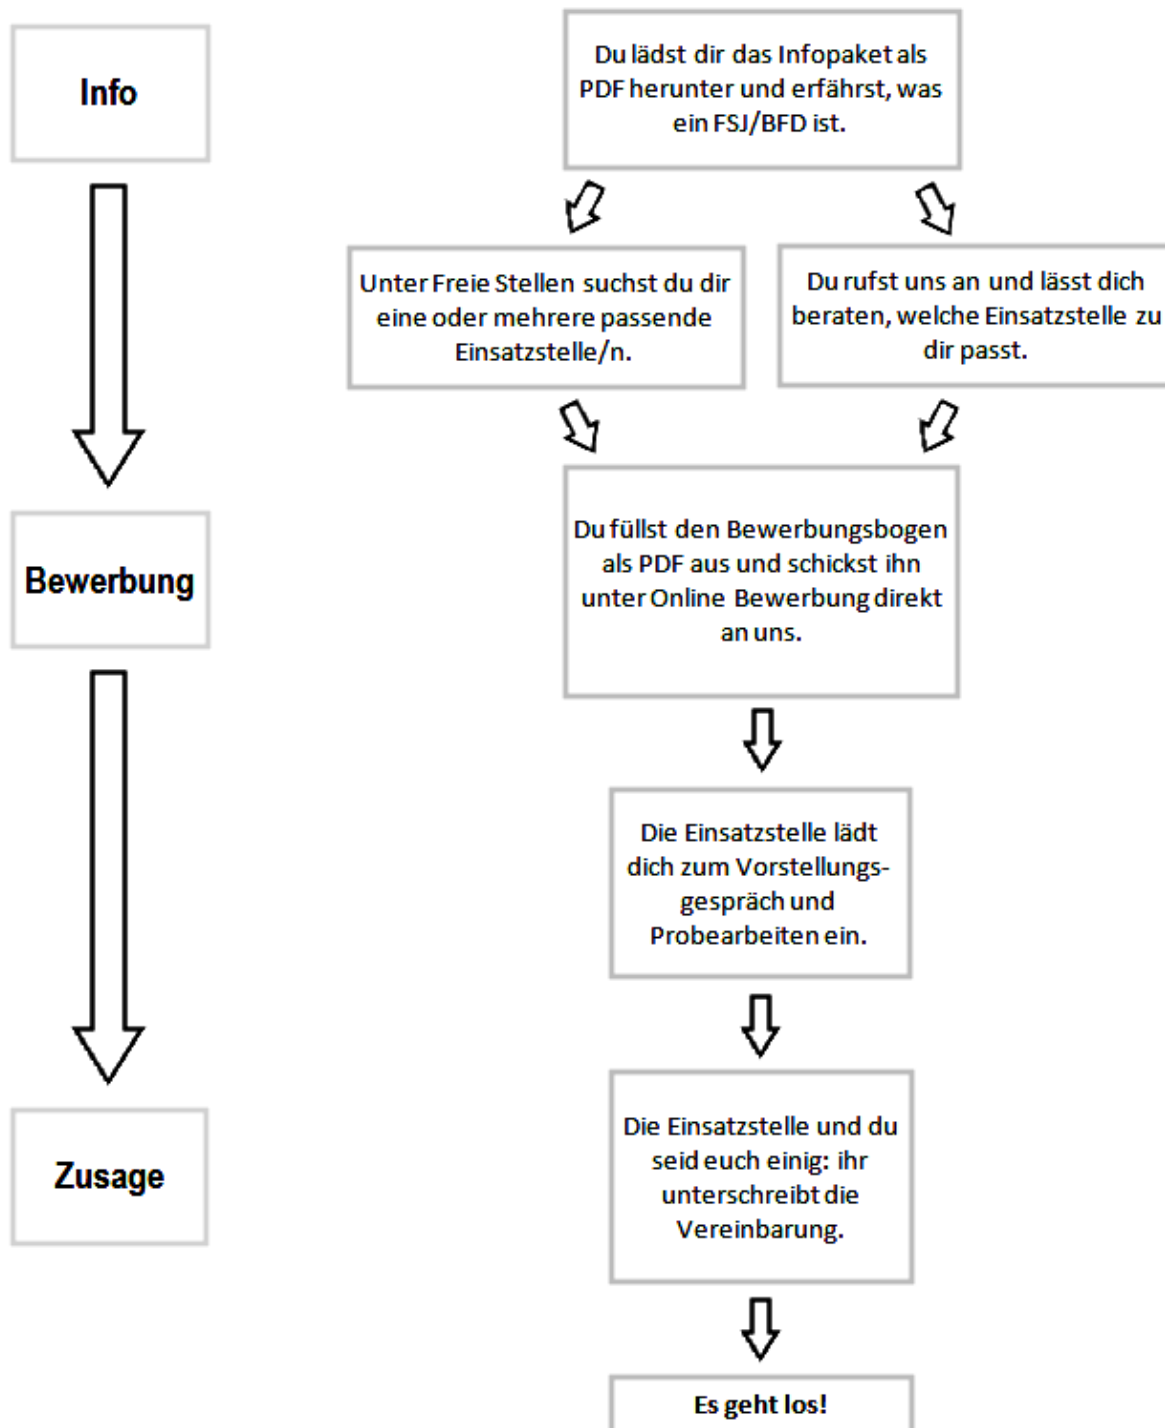 Info
Du lädst dir das Infopaket als
PDF herunter und erfährst, was
ein FSJ/BFD ist.
Unter Freie Stellen suchst du dir
eine oder mehrere passende
Einsatzstelle/n.
Du rufst uns an und lässt dich
beraten, welche Einsatzstelle zu
dir passt.
Bewerbung
Du füllst den Bewerbungsbogen
als PDF aus und schickst ihn
unter Online Bewerbung direkt
an uns.
Die Einsatzstelle lädt
dich zum Vorstellungs-
gespräch und
Probearbeiten ein.
Zusage
Die Einsatzstelle und du
seid euch einig: ihr
unterschreibt die
Vereinbarung.
Es geht los!